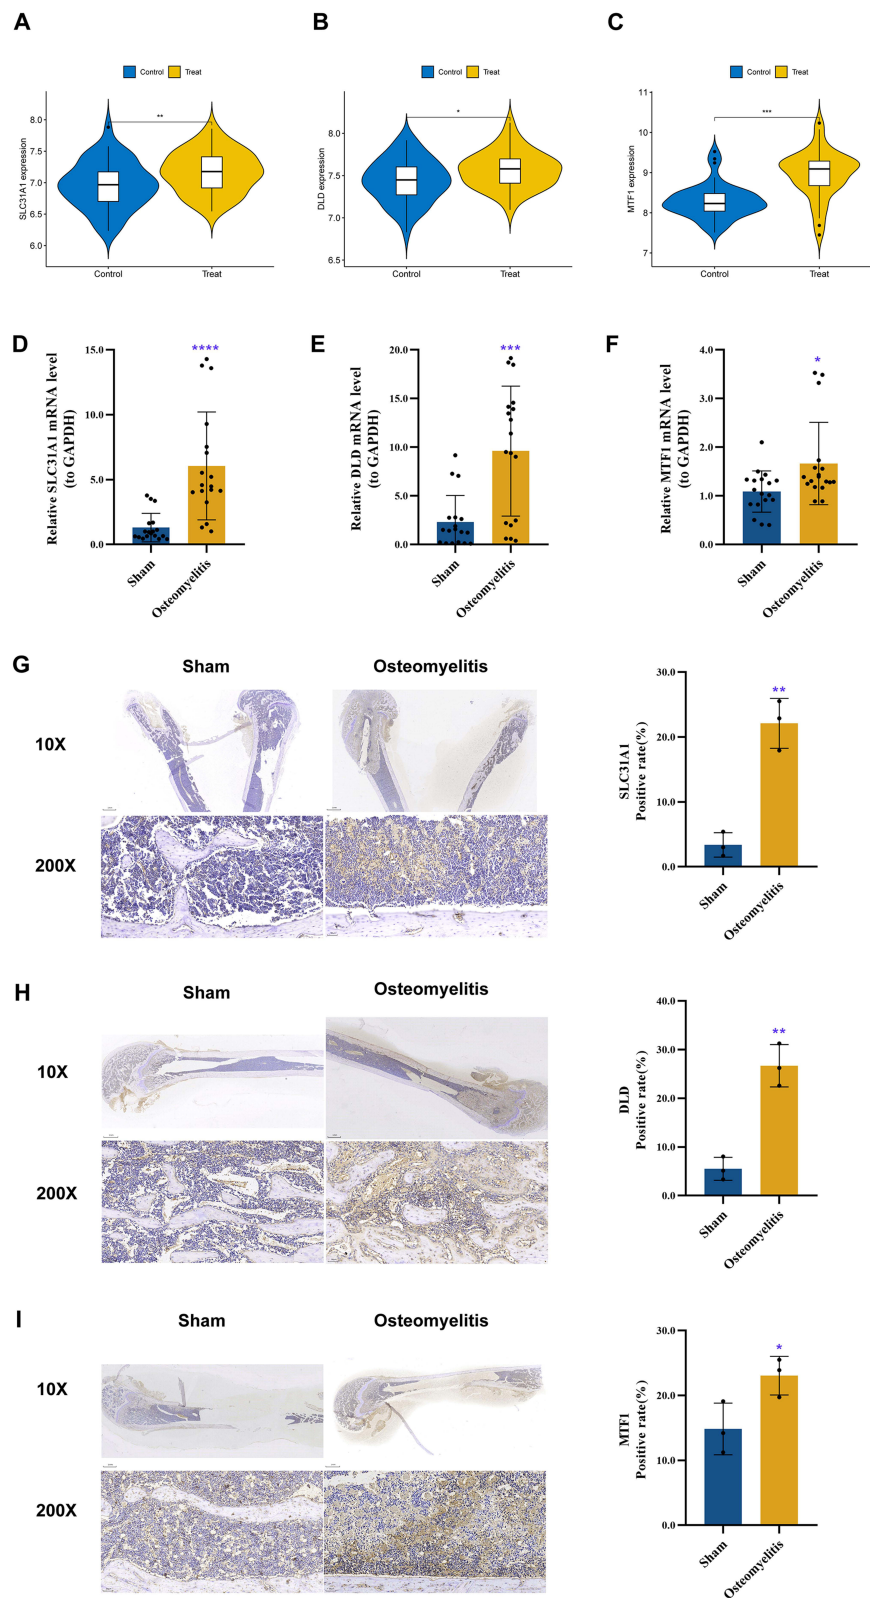 A
B
C
Control Treat
Control Treat
Control Treat
SLC31A1 expression
8.0
7.5
7.0
6.5
6.0
**
Control
Treat
DLD expression
8.0
7.5
7.0
6.5
*
Control
Treat
MTF1 expression
11
10
9
8
7
***
Control
Treat
D
Relative SLC31A1 mRNA level
(to GAPDH)
15.0
10.0
5.0
0.0
****
Sham
Osteomyelitis
E
Relative DLD mRNA level
(to GAPDH)
20.0
15.0
10.0
5.0
0.0
***
Sham
Osteomyelitis
F
Relative MTF1 mRNA level
(to GAPDH)
4.0
3.0
2.0
1.0
0.0
*
Sham
Osteomyelitis
G
Sham
Osteomyelitis
10X
200X
SLC31A1
Positive rate(%)
30.0
20.0
10.0
0.0
**
Sham
Osteomyelitis
H
Sham
Osteomyelitis
10X
200X
DLD
Positive rate(%)
40.0
30.0
20.0
10.0
0.0
**
Sham
Osteomyelitis
I
Sham
Osteomyelitis
10X
200X
MTF1
Positive rate(%)
30.0
20.0
10.0
0.0
*
Sham
Osteomyelitis